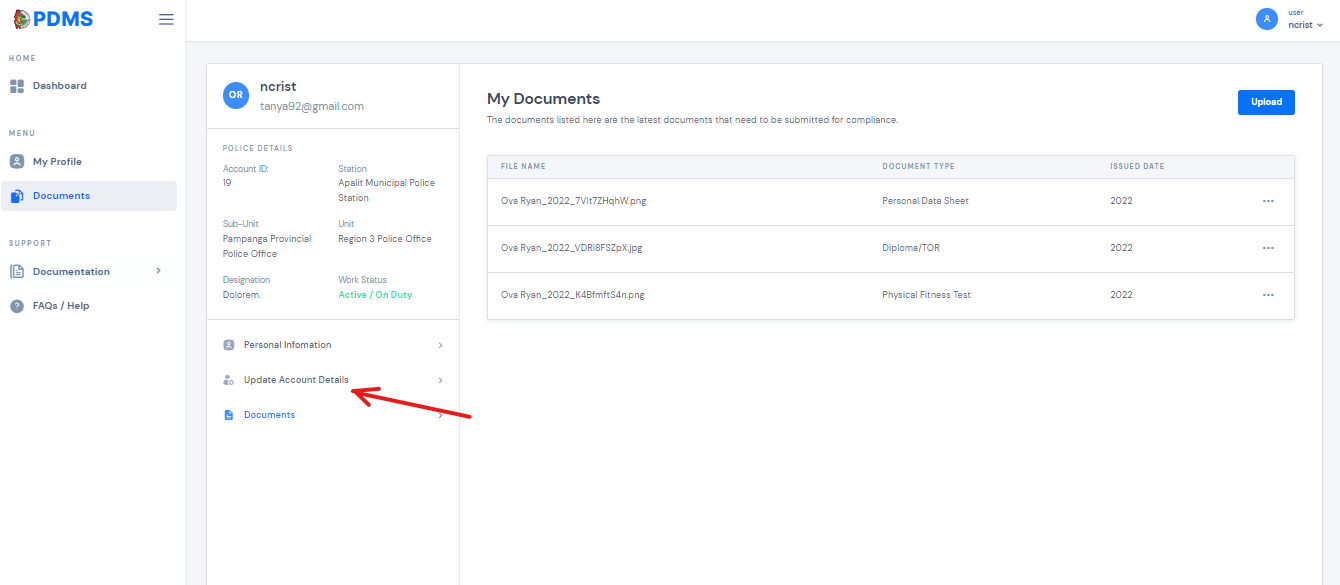 PDMS
user
ncrist
HOME
Dashboard
MENU
My Profile
Documents
SUPPORT
Documentation
FAQs / Help
OR
ncrist
tanya92@gmail.com
POLICE DETAILS
Account ID:
19
Station
Apalit Municipal Police
Station
Sub-Unit
Pampanga Provincial
Police Office
Unit
Region 3 Police Office
Designation
Dolorem.
Work Status
Active / On Duty
Personal Infomation
Update Account Details
Documents
My Documents
The documents listed here are the latest documents that need to be submitted for compliance.
Upload
FILE NAME DOCUMENT TYPE ISSUED DATE
Ova Ryan_2022_7VIt7ZHqhW.png Personal Data Sheet 2022
Ova Ryan_2022_VDRI8FSZpX.jpg Diploma/TOR 2022
Ova Ryan_2022_K4BfmftS4n.png Physical Fitness Test 2022